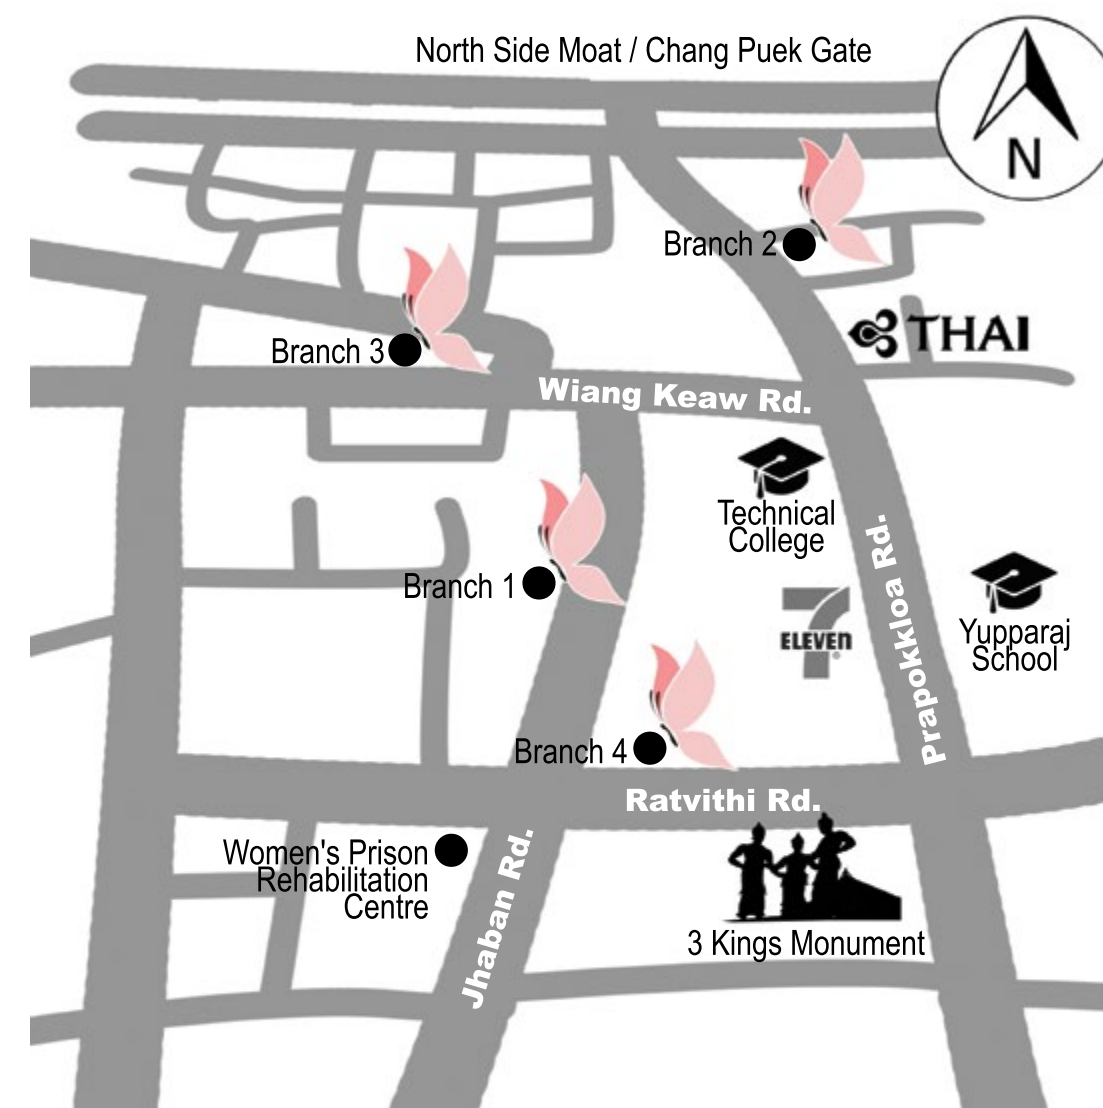 North Side Moat / Chang Puek Gate
N
Branch 2
THAI
Branch 3
Wiang Keaw Rd.
Technical
College
Prapokkloa Rd.
Branch 1
7
ELEVEN
®
Yupparaj
School
Branch 4
Ratvithi Rd.
Women's Prison
Rehabilitation
Centre
Jhaban Rd.
3 Kings Monument